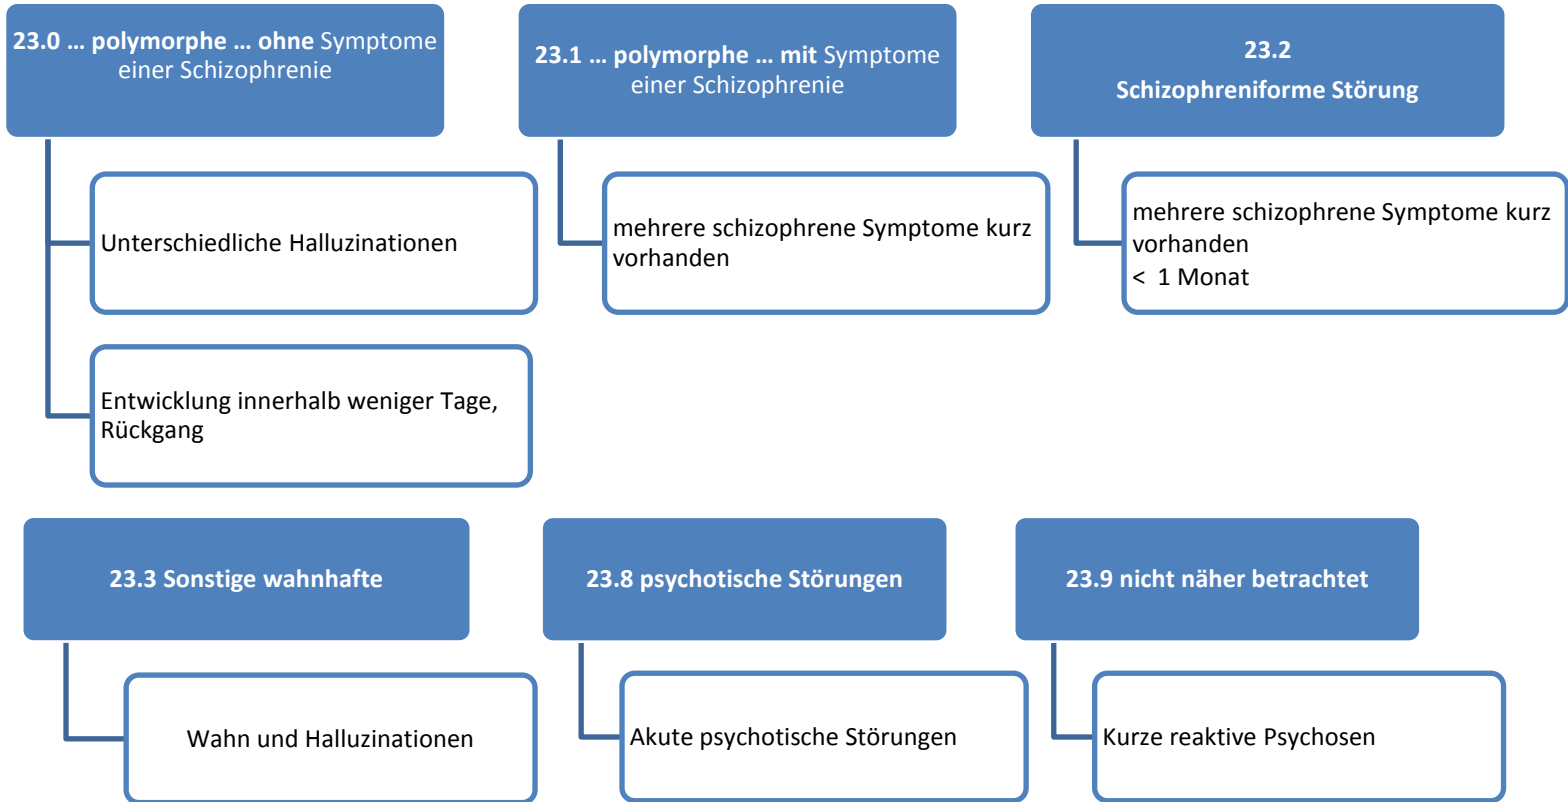 23.0 … polymorphe … ohne Symptome
einer Schizophrenie
Unterschiedliche Halluzinationen
Entwicklung innerhalb weniger Tage,
Rückgang
23.1 … polymorphe … mit Symptome
einer Schizophrenie
mehrere schizophrene Symptome kurz
vorhanden
23.2
Schizophreniforme Störung
mehrere schizophrene Symptome kurz
vorhanden
< 1 Monat
23.3 Sonstige wahnhafte
Wahn und Halluzinationen
23.8 psychotische Störungen
Akute psychotische Störungen
23.9 nicht näher betrachtet
Kurze reaktive Psychosen